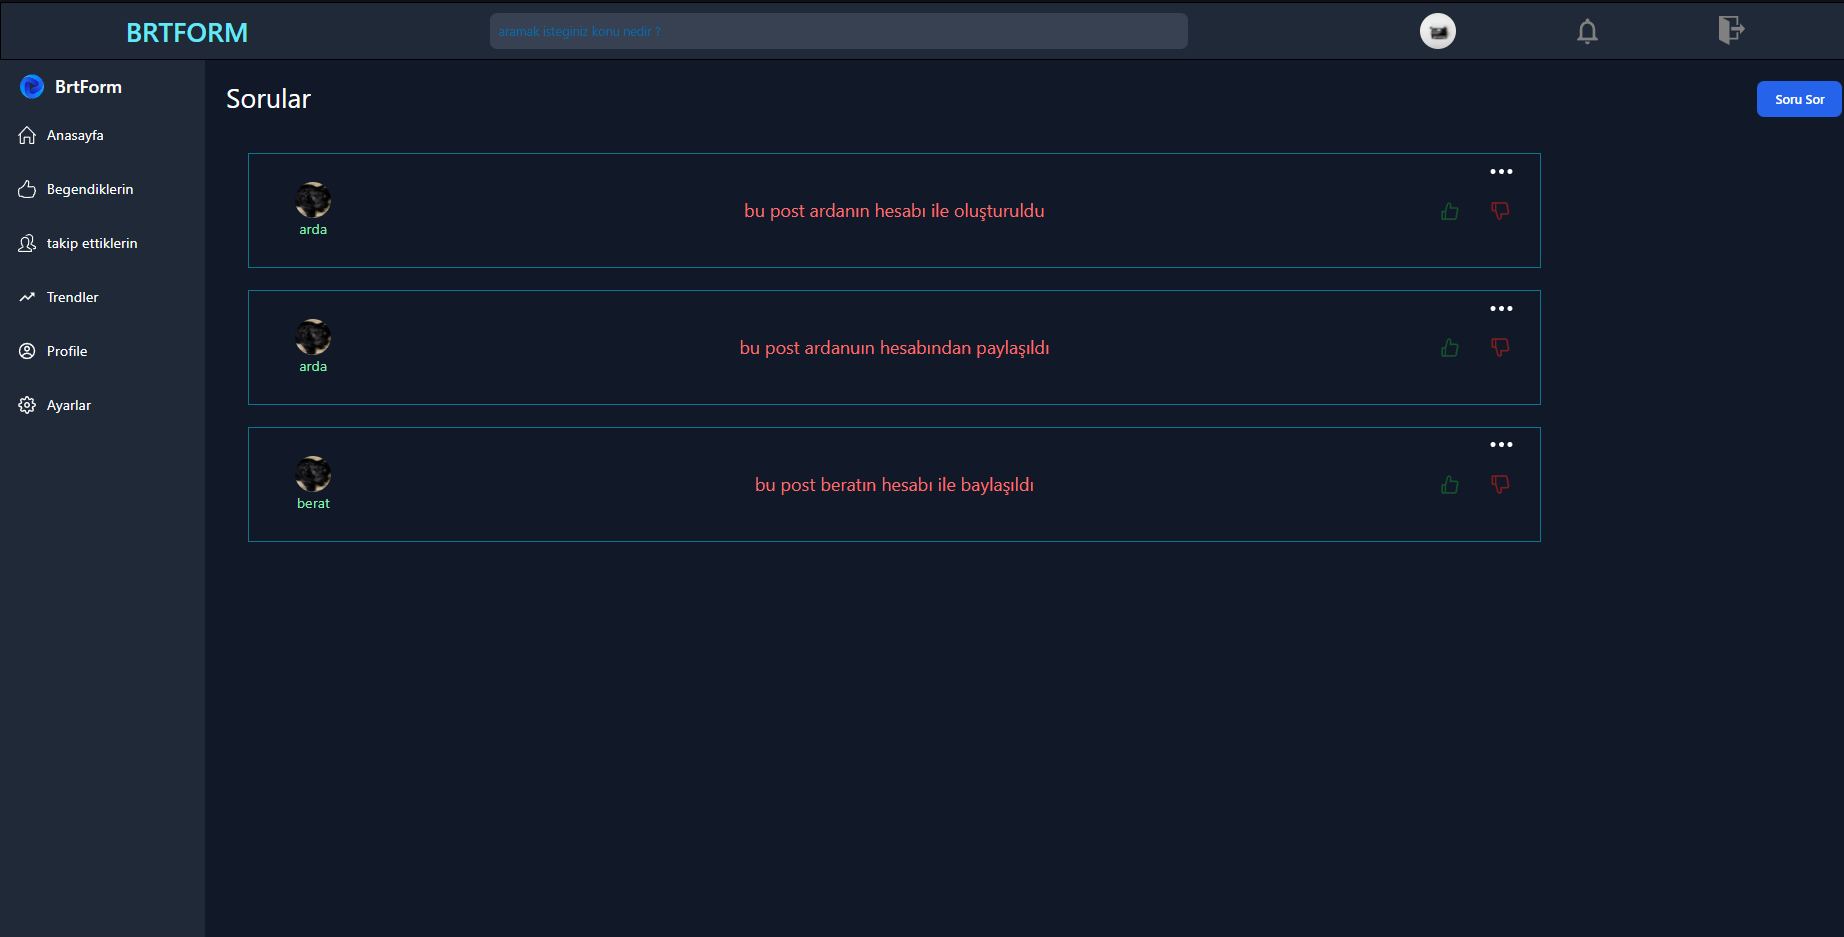 BRTFORM
aramak isteginiz konu nedir ?
BrtForm
Anasayfa
Begendiklerin
takip ettiklerin
Trendler
Profile
Ayarlar
Sorular
Soru Sor
bu post ardanın hesabı ile oluşturuldu
arda
bu post ardanuın hesabından paylaşıldı
arda
bu post beratın hesabı ile baylaşıldı
berat